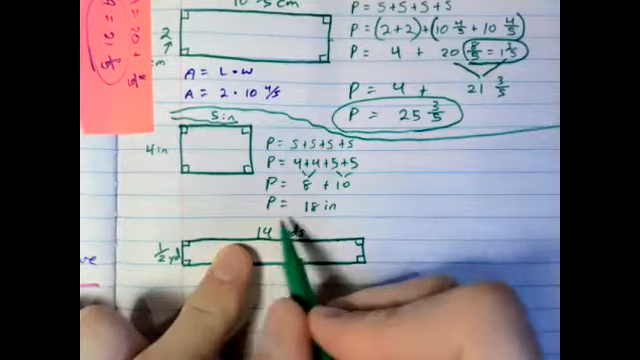 P = S+S+S+S
2
P = (2+2)+(10 4/5 + 10 4/5)
P = 4 + 20 8/5 = 1 3/5
A = L · W
P = 4 + 21 3/5
A = 2 · 10 4/5
P = 25 3/5
5 in
4 in
P = S+S+S+S
P = 4+4+5+5
P = 8 + 10
P = 18 in
14
1/2 yd